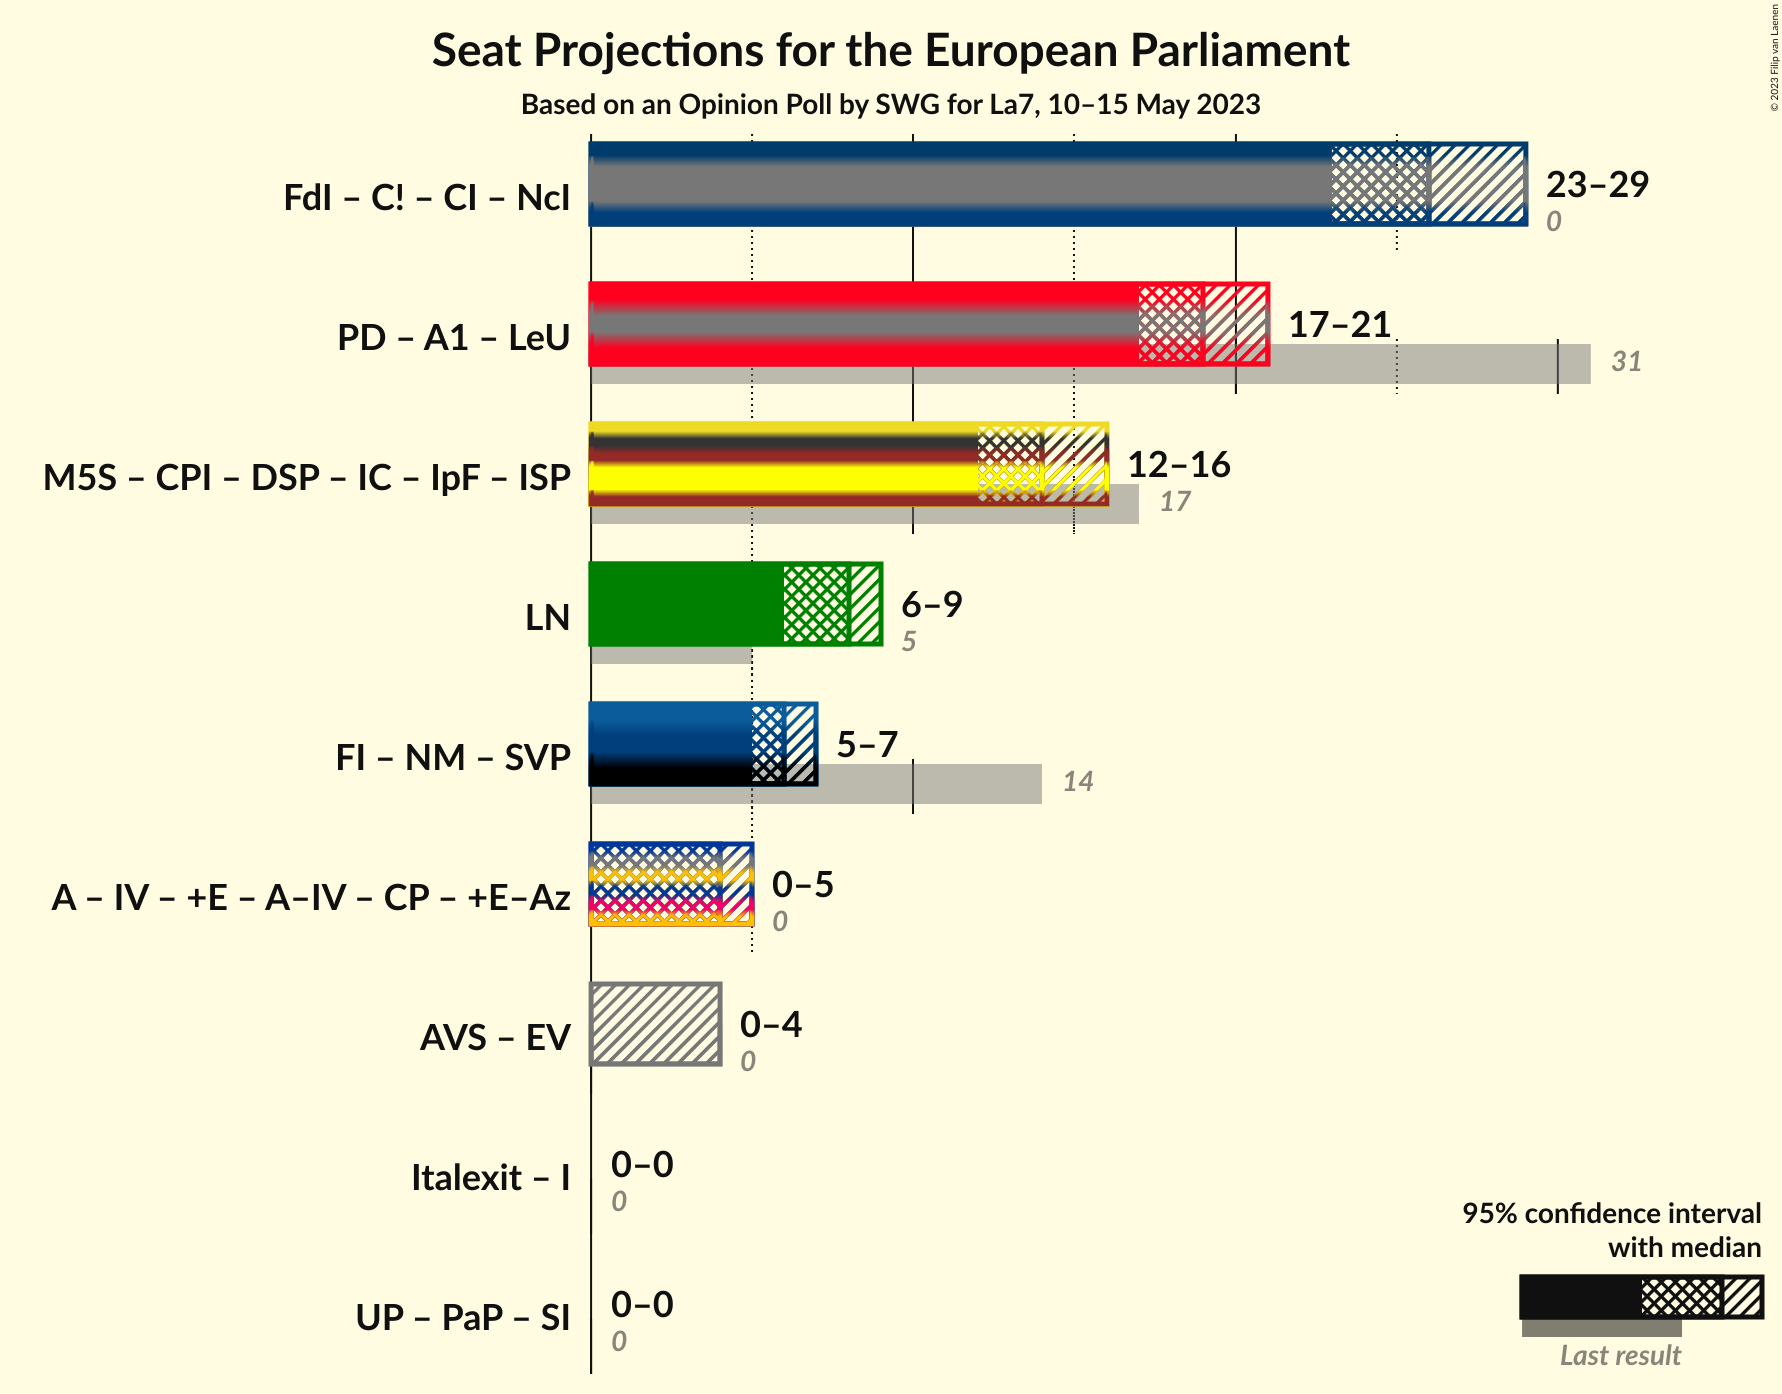 Seat Projections for the European Parliament
Based on an Opinion Poll by SWG for La7, 10–15 May 2023
© 2023 Filip van Laenen
FdI – C! – CI – NcI
23–29
0
PD – A1 – LeU
17–21
31
M5S – CPI – DSP – IC – IpF – ISP
12–16
17
LN
6–9
5
FI – NM – SVP
5–7
14
A – IV – +E – A–IV – CP – +E–Az
0–5
0
AVS – EV
0–4
0
Italexit – I
0–0
0
UP – PaP – SI
0–0
0
95% confidence interval
with median
Last result